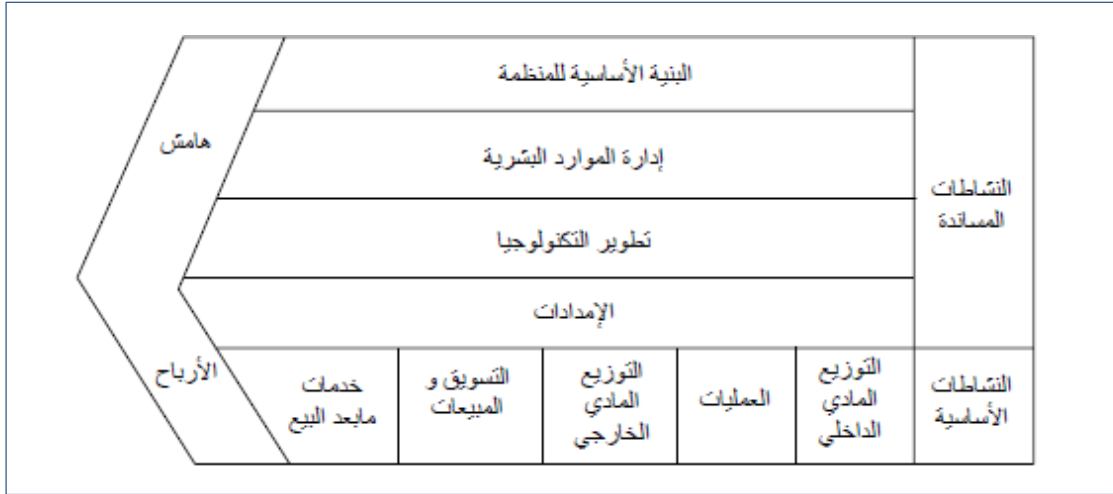 البنية الأساسية للمنظمة
هامش
إدارة الموارد البشرية
النشاطات
المساندة
تطوير التكنولوجيا
الإمدادات
النشاطات
الأساسية
التوزيع
المادي
الداخلي
العمليات
التوزيع
المادي
الخارجي
التسويق و
المبيعات
خدمات
مابعد البيع
الأرباح